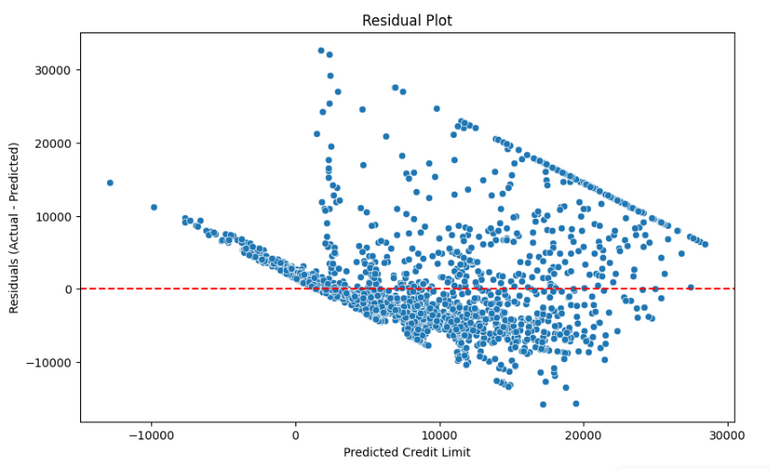 Residual Plot
Residuals (Actual - Predicted)
30000
20000
10000
0
−10000
−10000 0 10000 20000 30000
Predicted Credit Limit